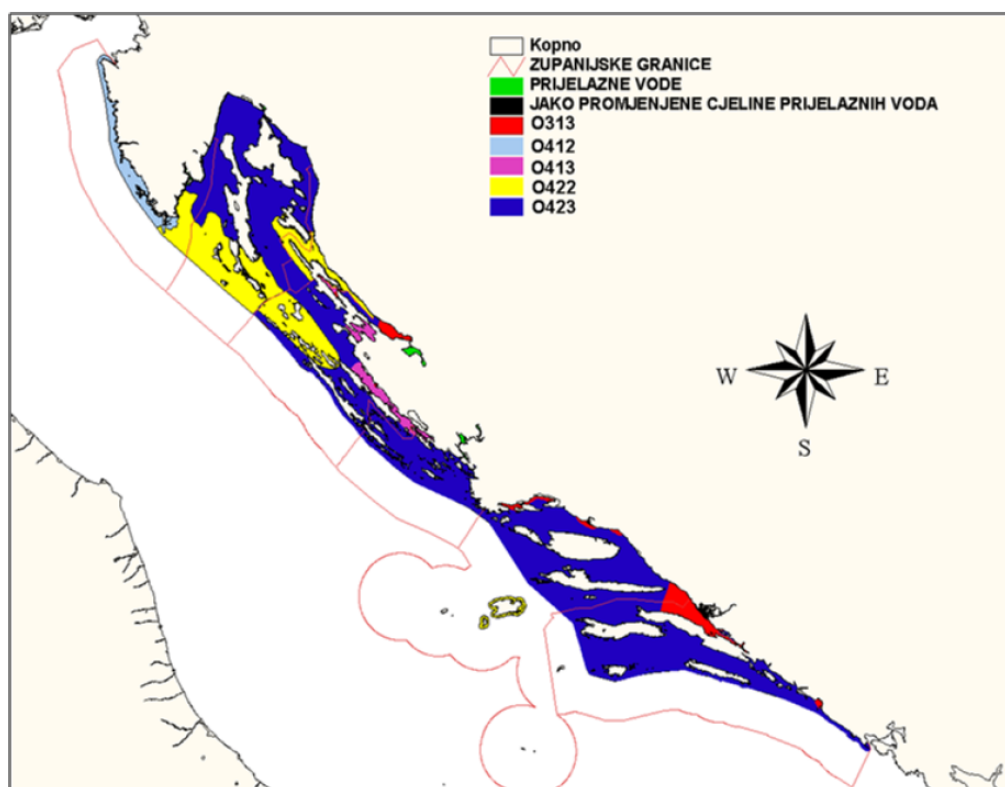 Kopno
ZUPANIJSKE GRANICE
PRIJELAZNE VODE
JAKO PROMJENJENE CJELINE PRIJELAZNIH VODA
O313
O412
O413
O422
O423
W
E
S